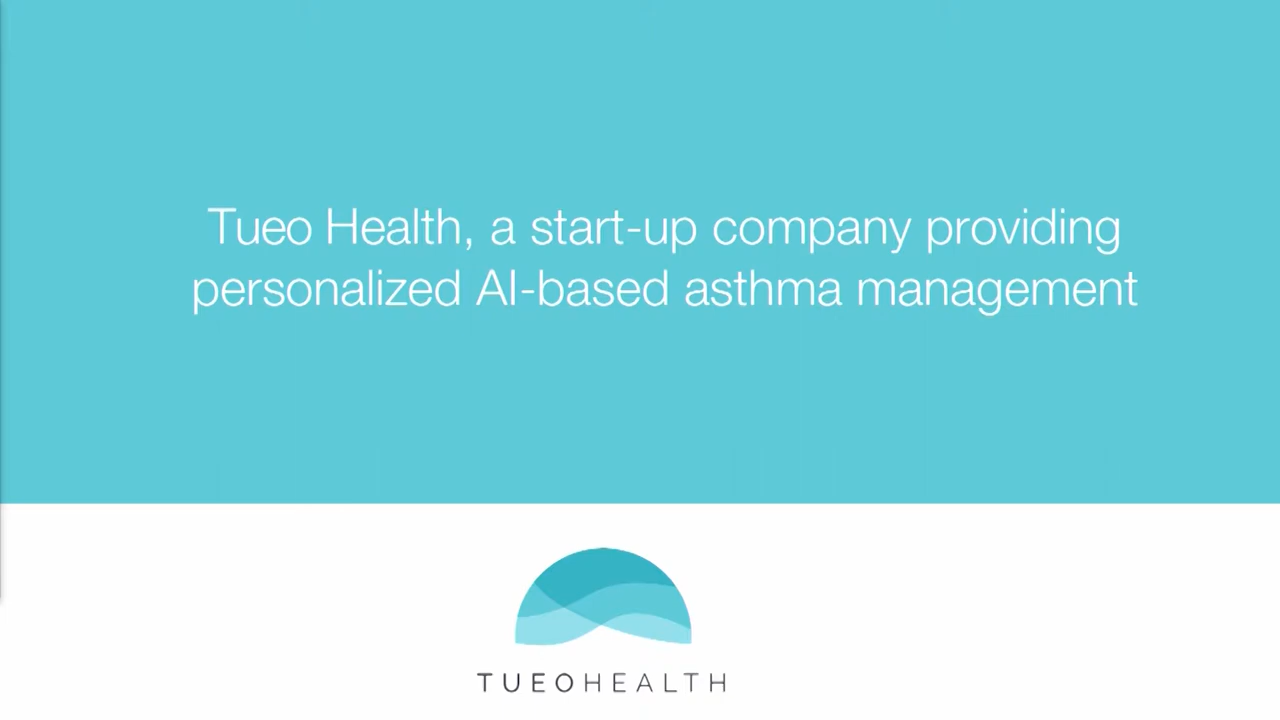 Tueo Health, a start-up company providing
personalized AI-based asthma management
TUEOHEALTH